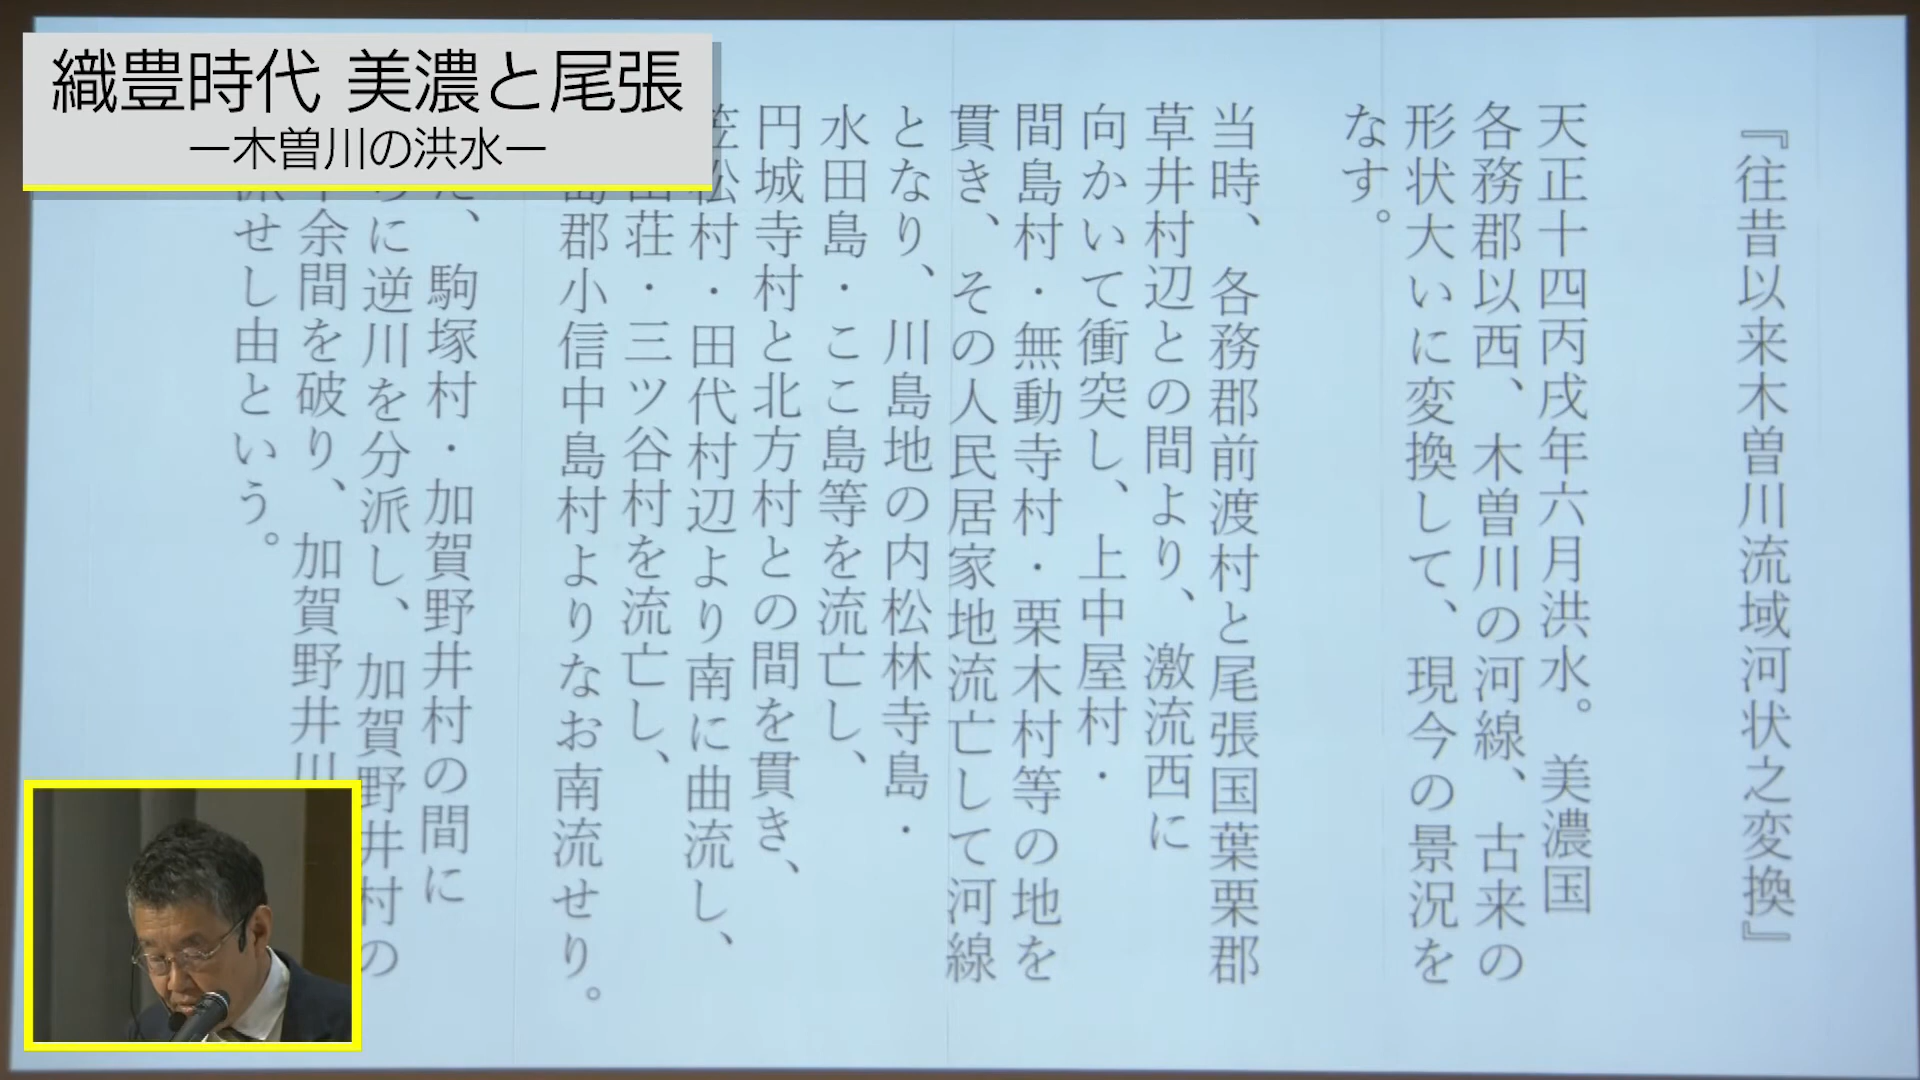 織豊時代 美濃と尾張
ー木曽川の洪水ー
『往昔以来木曽川流域河状之変換』
天正十四丙戌年六月洪水。美濃国
各務郡以西、木曽川の河線、古来の
形状大いに変換して、現今の景況を
なす。
当時、各務郡前渡村と尾張国葉栗郡
草井村辺との間より、激流西に
向かいて衝突し、上中屋村・
間島村・無動寺村・栗木村等の地を
貫き、その人民居家地流亡して河線
となり、川島地の内松林寺島・
水田島・ここ島等を流亡し、
円城寺村と北方村との間を貫き、
笠松村・田代村辺より南に曲流し、
荘・三ツ谷村を流亡し、
島郡小信中島村よりなお南流せり。
、駒塚村・加賀野井村の間に
に逆川を分派し、加賀野井村の
余間を破り、加賀野井川
派せし由という。